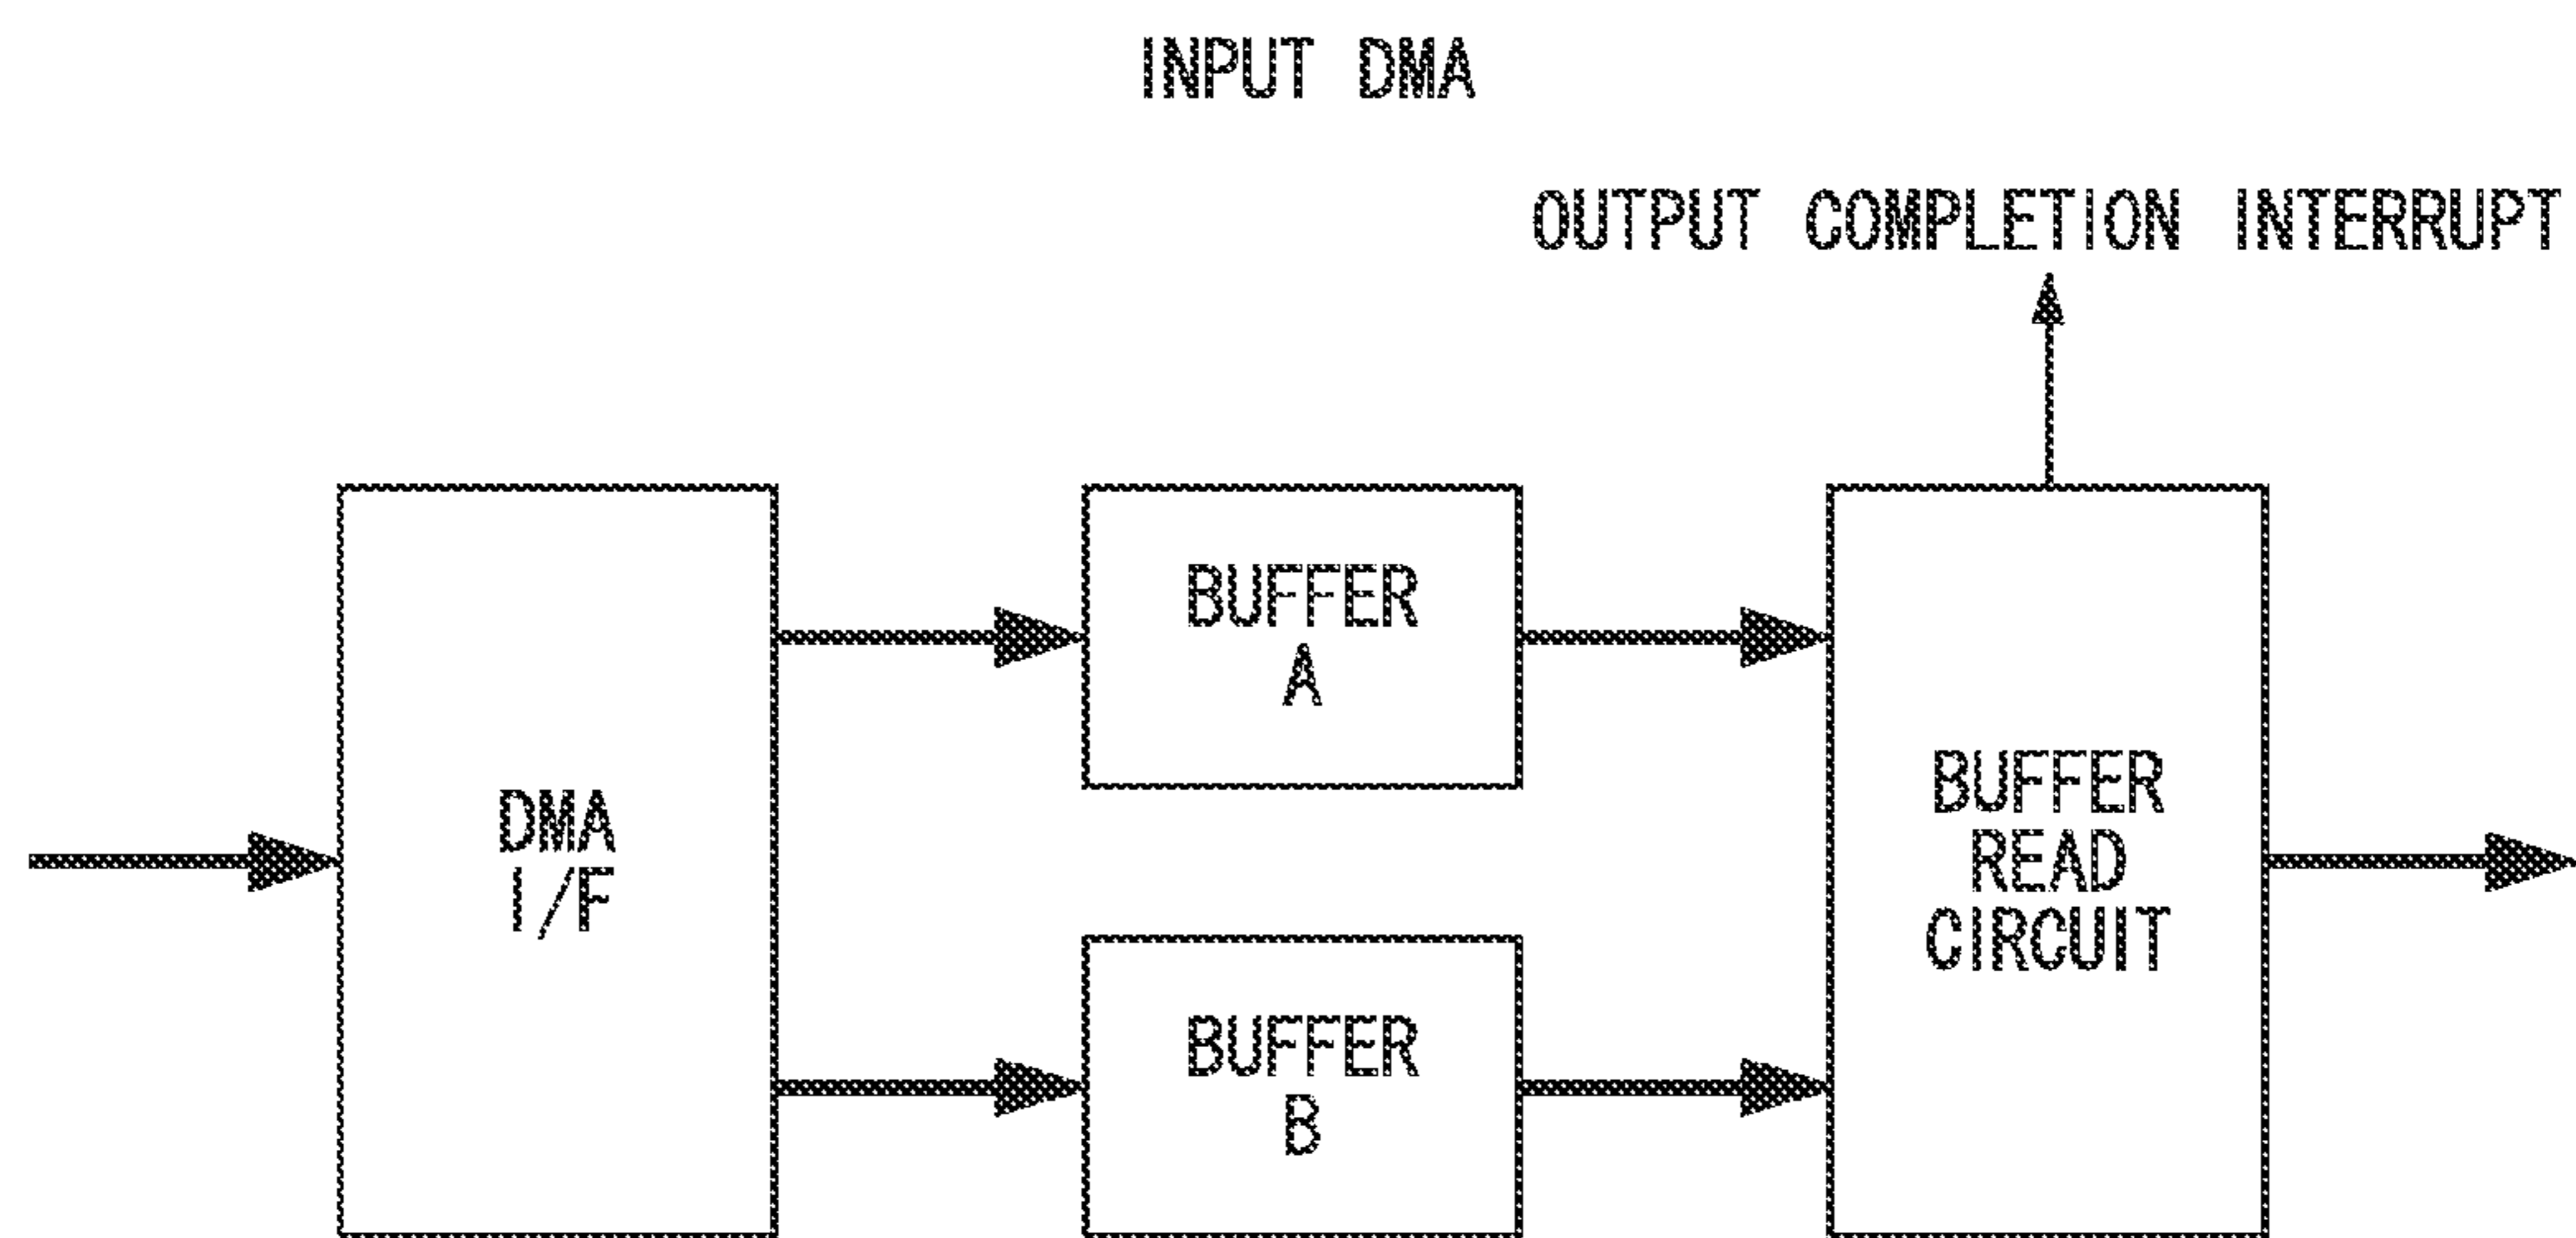 INPUT DMA
OUTPUT COMPLETION INTERRUPT
DMA
I/F
BUFFER
A
BUFFER
B
BUFFER
READ
CIRCUIT